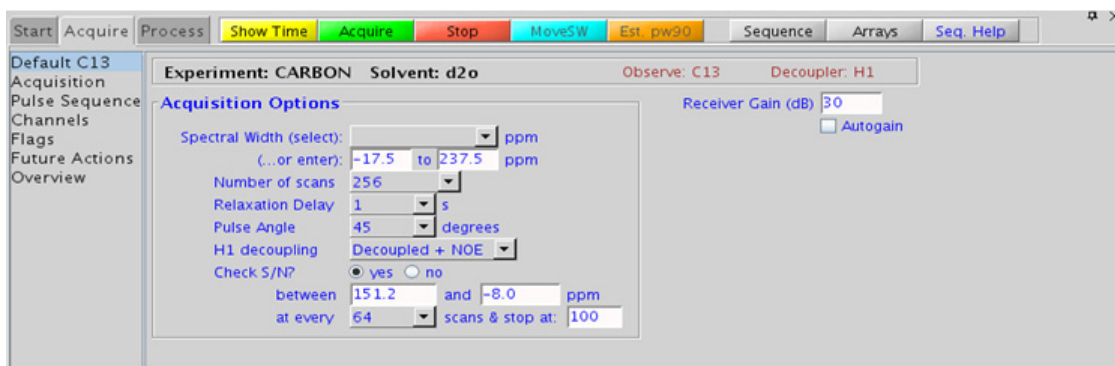 Start Acquire Process Show Time Acquire Stop MoveSW Est. pw90 Sequence Arrays Seq. Help
Default C13
Acquisition
Pulse Sequence
Channels
Flags
Future Actions
Overview
Experiment: CARBON Solvent: d2o Observe: C13 Decoupler: H1
Acquisition Options
Spectral Width (select): ppm
(...or enter): -17.5 to 237.5 ppm
Number of scans 256
Relaxation Delay 1 s
Pulse Angle 45 degrees
H1 decoupling Decoupled + NOE
Check S/N? yes no
between 151.2 and -8.0 ppm
at every 64 scans & stop at: 100
Receiver Gain (dB) 30
Autogain